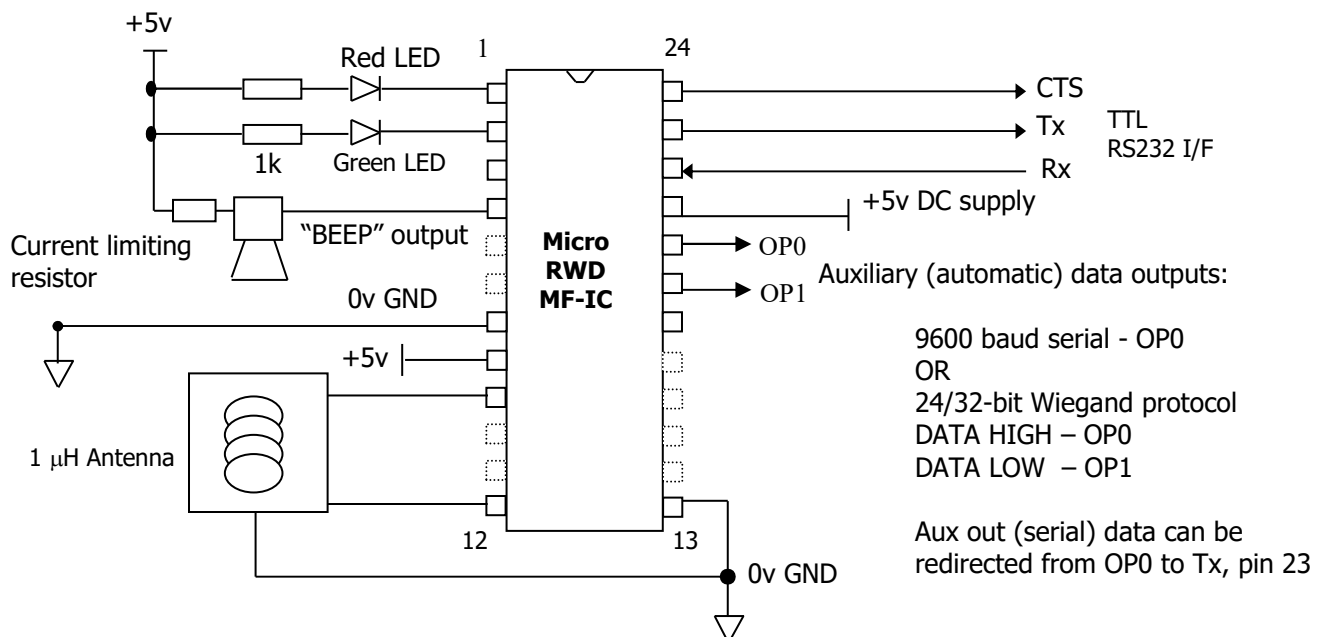 +5v
Red LED
1
24
CTS
Tx
TTL
RS232 I/F
1k
Green LED
Rx
+5v DC supply
Current limiting
resistor
“BEEP” output
Micro
RWD
MF-IC
OP0
OP1
Auxiliary (automatic) data outputs:
0v GND
+5v
9600 baud serial - OP0
OR
24/32-bit Wiegand protocol
DATA HIGH – OP0
DATA LOW – OP1
1 μH Antenna
12
13
Aux out (serial) data can be
redirected from OP0 to Tx, pin 23
0v GND